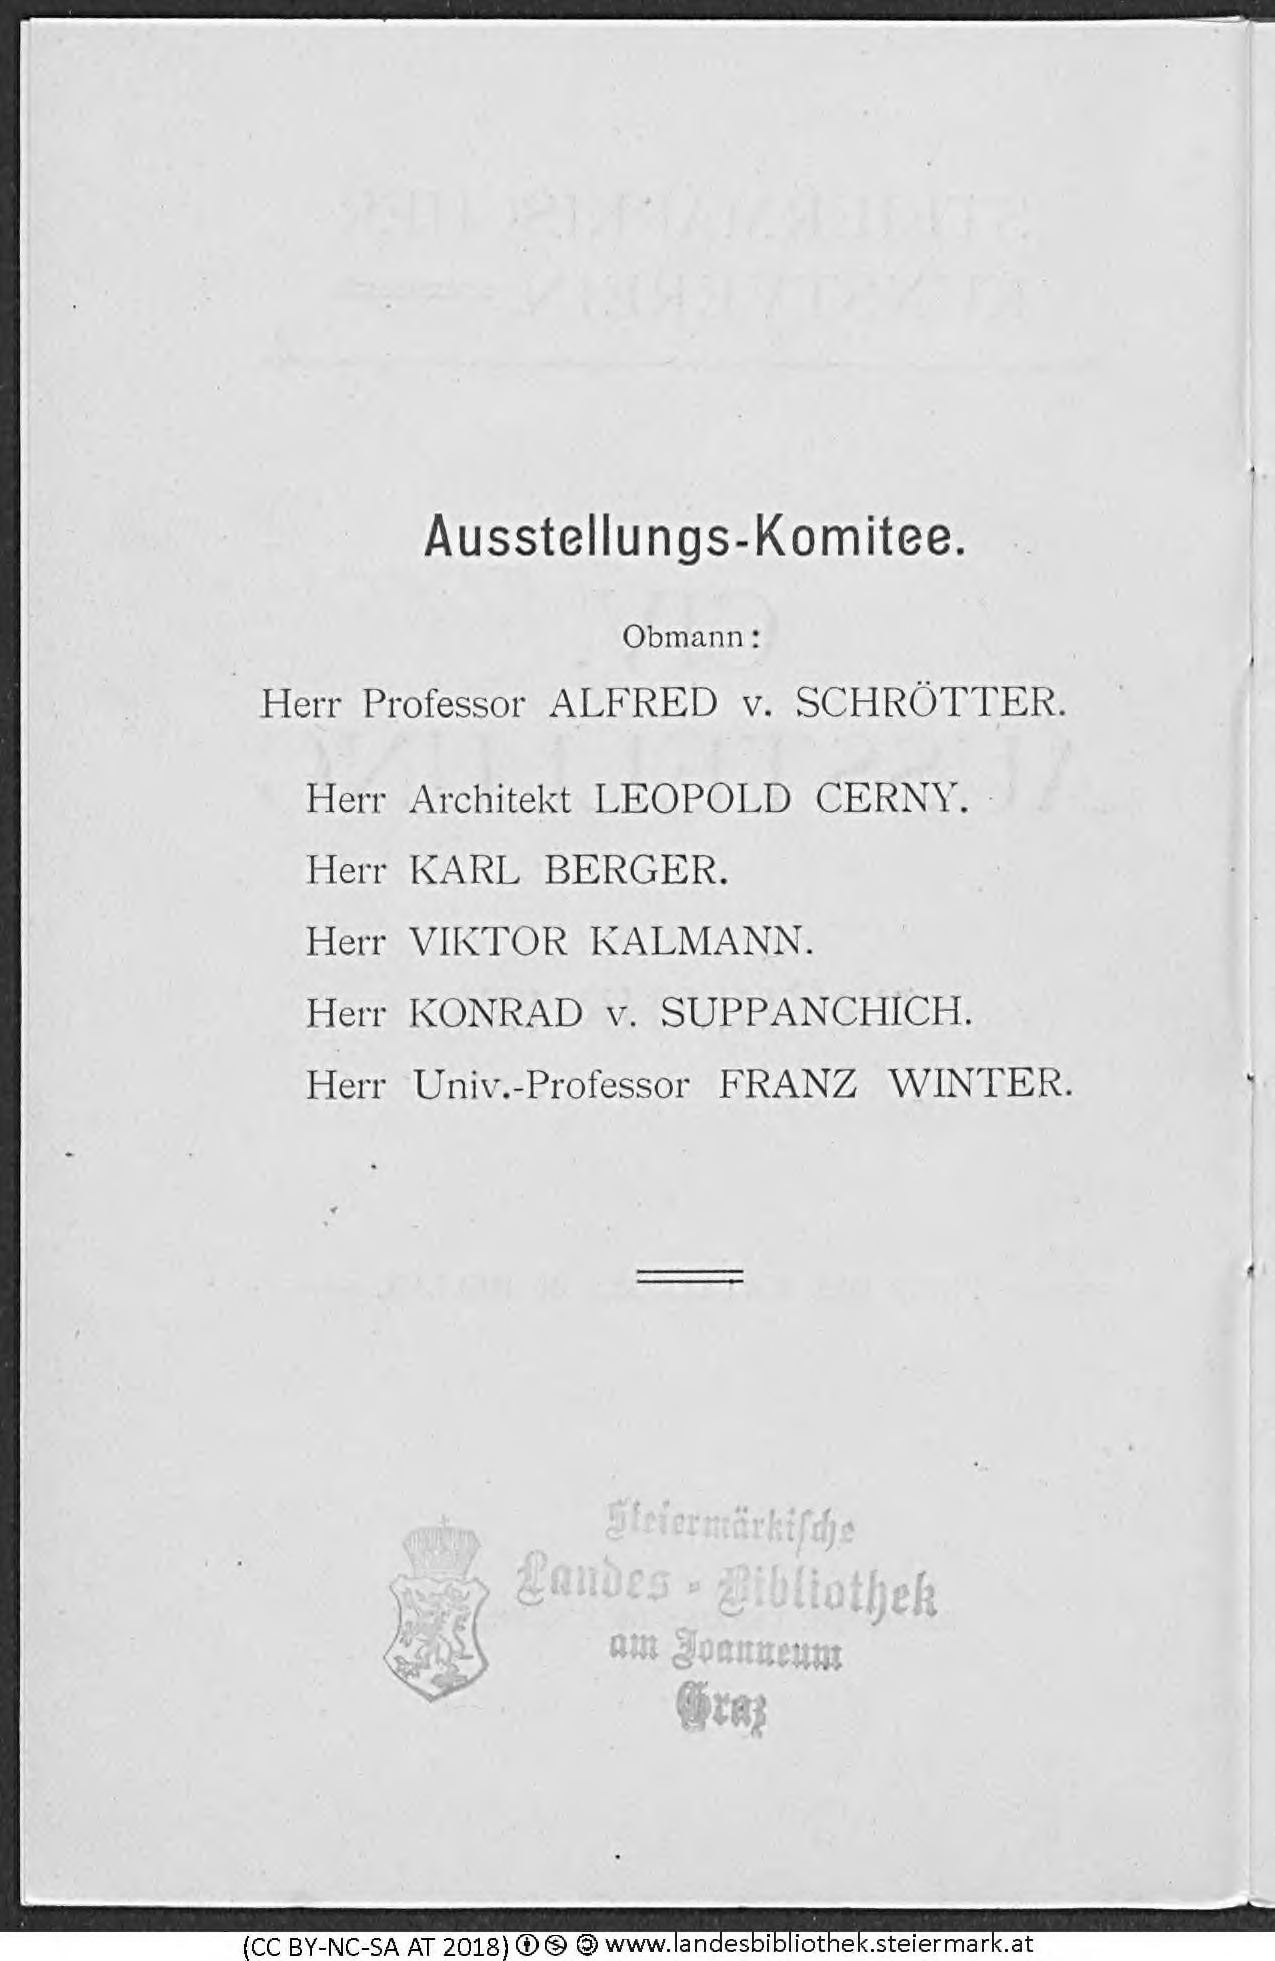 Ausstellungs-Komitee.
Obmann:
Herr Professor ALFRED v. SCHRÖTTER.
Herr Architekt LEOPOLD CERNY.
Herr KARL BERGER.
Herr VIKTOR KALMANN.
Herr KONRAD v. SUPPANCHICH.
Herr Univ.-Professor FRANZ WINTER.
Steiermärkische
Landes-Bibliothek
am Joanneum
Graz
(CC BY-NC-SA AT 2018) www.landesbibliothek.steiermark.at